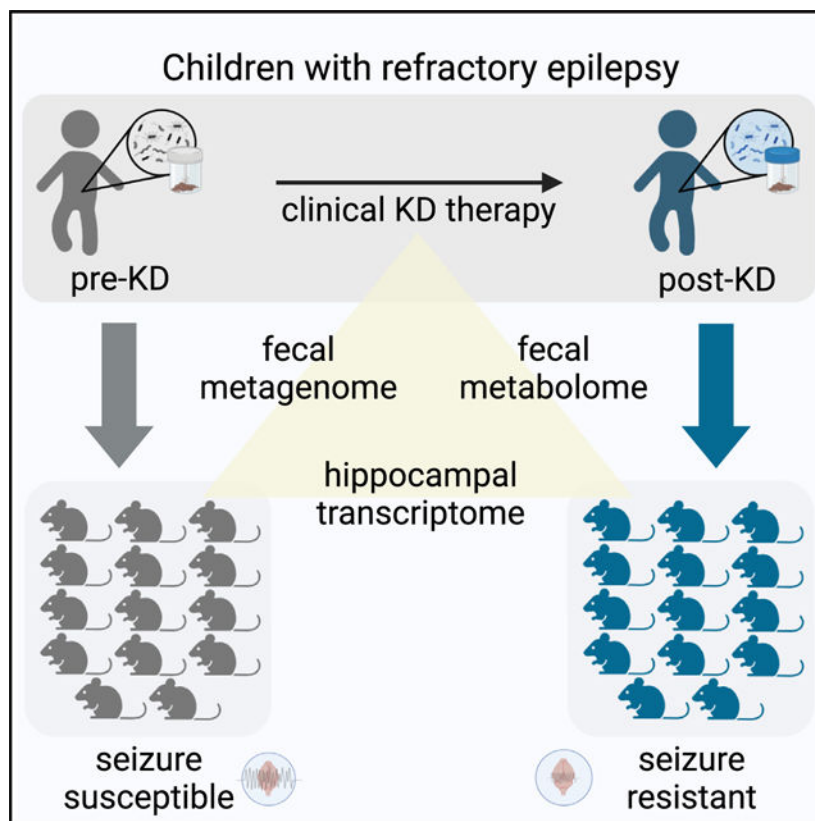 Children with refractory epilepsy
clinical KD therapy
pre-KD
post-KD
fecal
metagenome
fecal
metabolome
hippocampal
transcriptome
seizure
susceptible
seizure
resistant